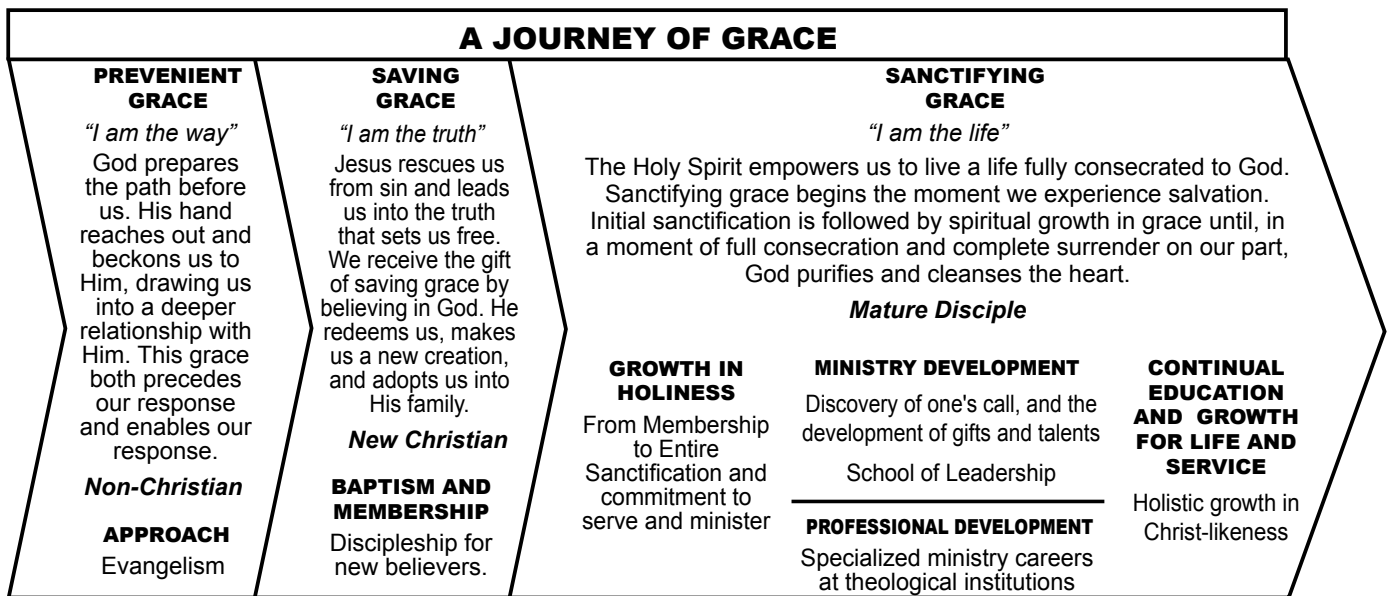 A JOURNEY OF GRACE
PREVENIENT
GRACE
“I am the way”
God prepares
the path before
us. His hand
reaches out and
beckons us to
Him, drawing us
into a deeper
relationship with
Him. This grace
both precedes
our response
and enables our
response.
Non-Christian
APPROACH
Evangelism
SAVING
GRACE
“I am the truth”
Jesus rescues us
from sin and leads
us into the truth
that sets us free.
We receive the gift
of saving grace by
believing in God. He
redeems us, makes
us a new creation,
and adopts us into
His family.
New Christian
BAPTISM AND
MEMBERSHIP
Discipleship for
new believers.
SANCTIFYING
GRACE
“I am the life”
The Holy Spirit empowers us to live a life fully consecrated to God.
Sanctifying grace begins the moment we experience salvation.
Initial sanctification is followed by spiritual growth in grace until, in
a moment of full consecration and complete surrender on our part,
God purifies and cleanses the heart.
Mature Disciple
GROWTH IN
HOLINESS
From Membership
to Entire
Sanctification and
commitment to
serve and minister
MINISTRY DEVELOPMENT
Discovery of one's call, and the
development of gifts and talents
School of Leadership
PROFESSIONAL DEVELOPMENT
Specialized ministry careers
at theological institutions
CONTINUAL
EDUCATION
AND GROWTH
FOR LIFE AND
SERVICE
Holistic growth in
Christ-likeness